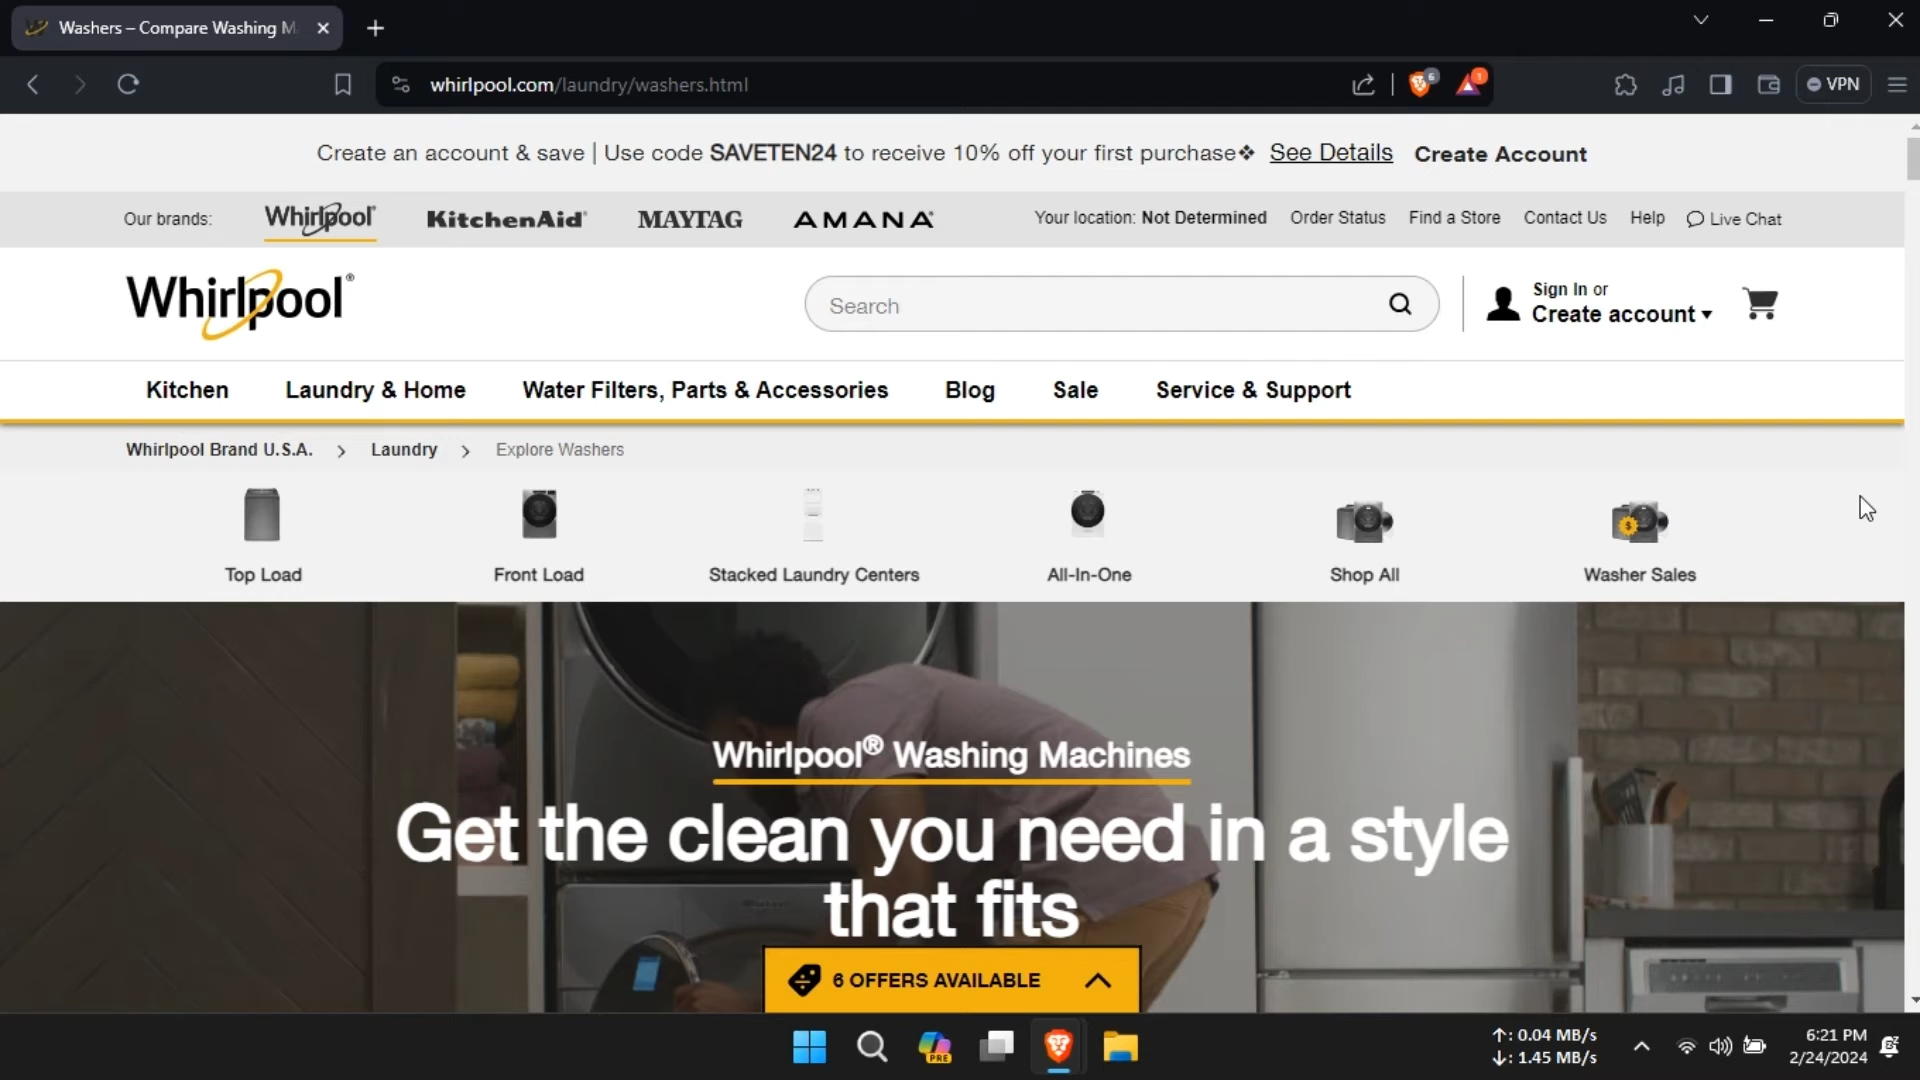 Washers – Compare Washing M
whirlpool.com/laundry/washers.html
6
1
VPN
Create an account & save | Use code SAVETEN24 to receive 10% off your first purchase❖ See Details Create Account
Our brands: Whirlpool® KitchenAid® MAYTAG AMANA® Your location: Not Determined Order Status Find a Store Contact Us Help Live Chat
Whirlpool®
Search
Sign In or
Create account
Kitchen Laundry & Home Water Filters, Parts & Accessories Blog Sale Service & Support
Whirlpool Brand U.S.A. > Laundry > Explore Washers
Top Load Front Load Stacked Laundry Centers All-In-One Shop All Washer Sales
Whirlpool® Washing Machines
Get the clean you need in a style
that fits
6 OFFERS AVAILABLE
PRE
↑: 0.04 MB/s
↓: 1.45 MB/s
6:21 PM
2/24/2024